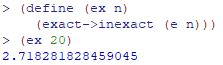 > (define (ex n)
(exact->inexact (e n)))
> (ex 20)
2.718281828459045